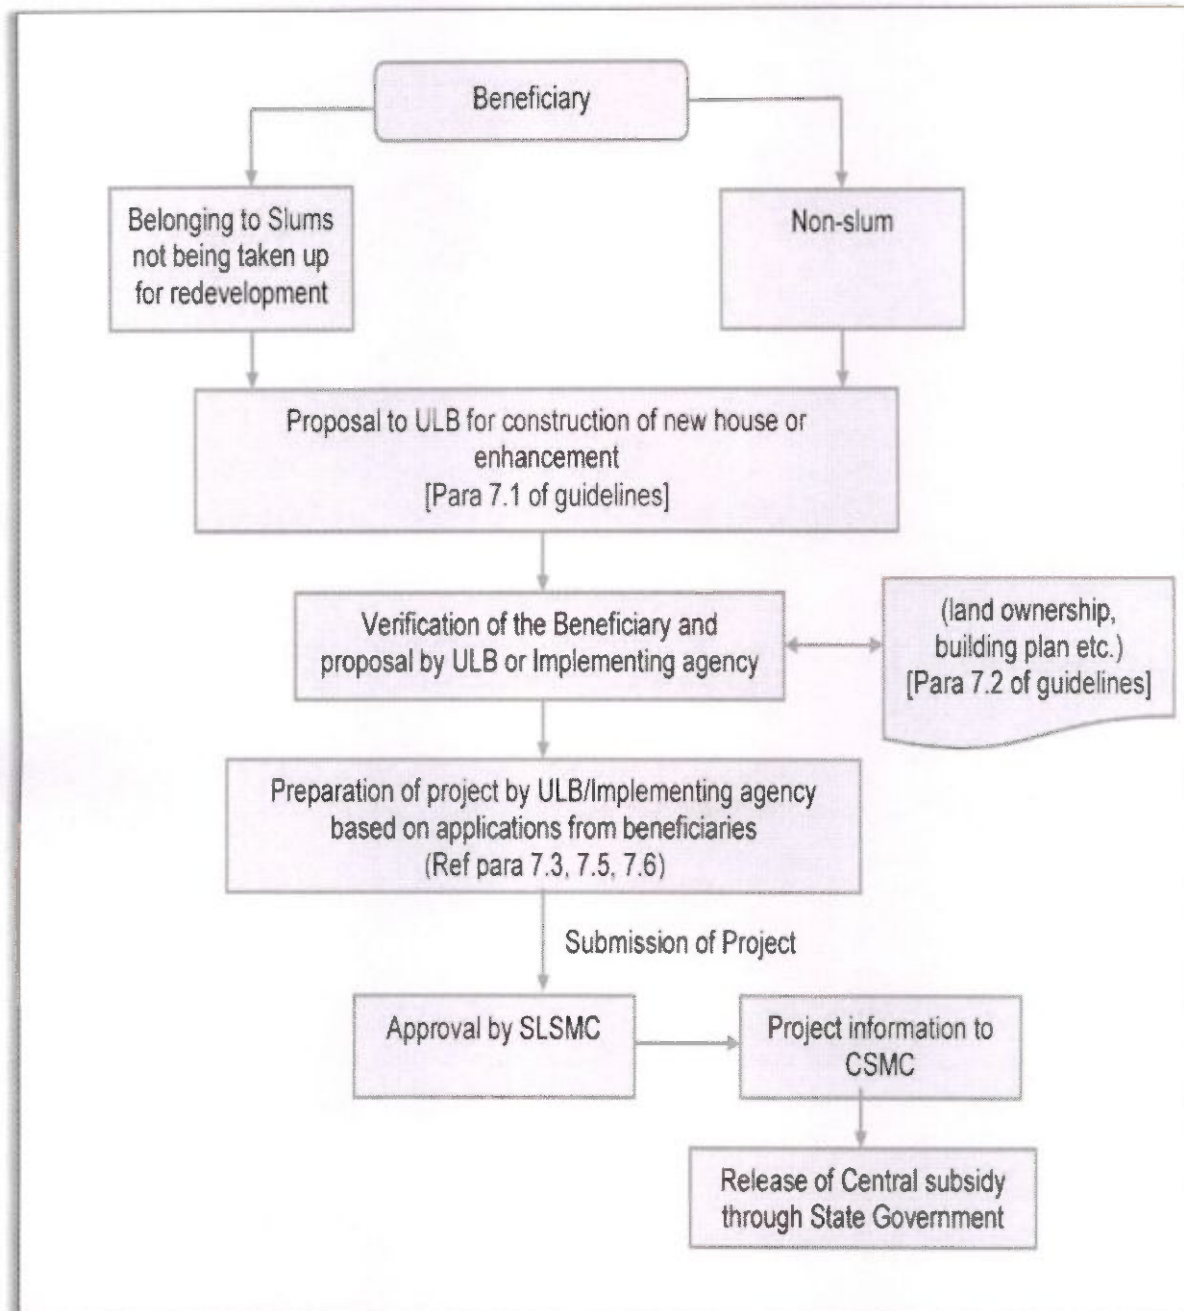 Beneficiary
Belonging to Slums
not being taken up
for redevelopment
Non-slum
Proposal to ULB for construction of new house or
enhancement
[Para 7.1 of guidelines]
Verification of the Beneficiary and
proposal by ULB or Implementing agency
(land ownership,
building plan etc.)
[Para 7.2 of guidelines]
Preparation of project by ULB/Implementing agency
based on applications from beneficiaries
(Ref para 7.3, 7.5, 7.6)
Submission of Project
Approval by SLSMC
Project information to
CSMC
Release of Central subsidy
through State Government